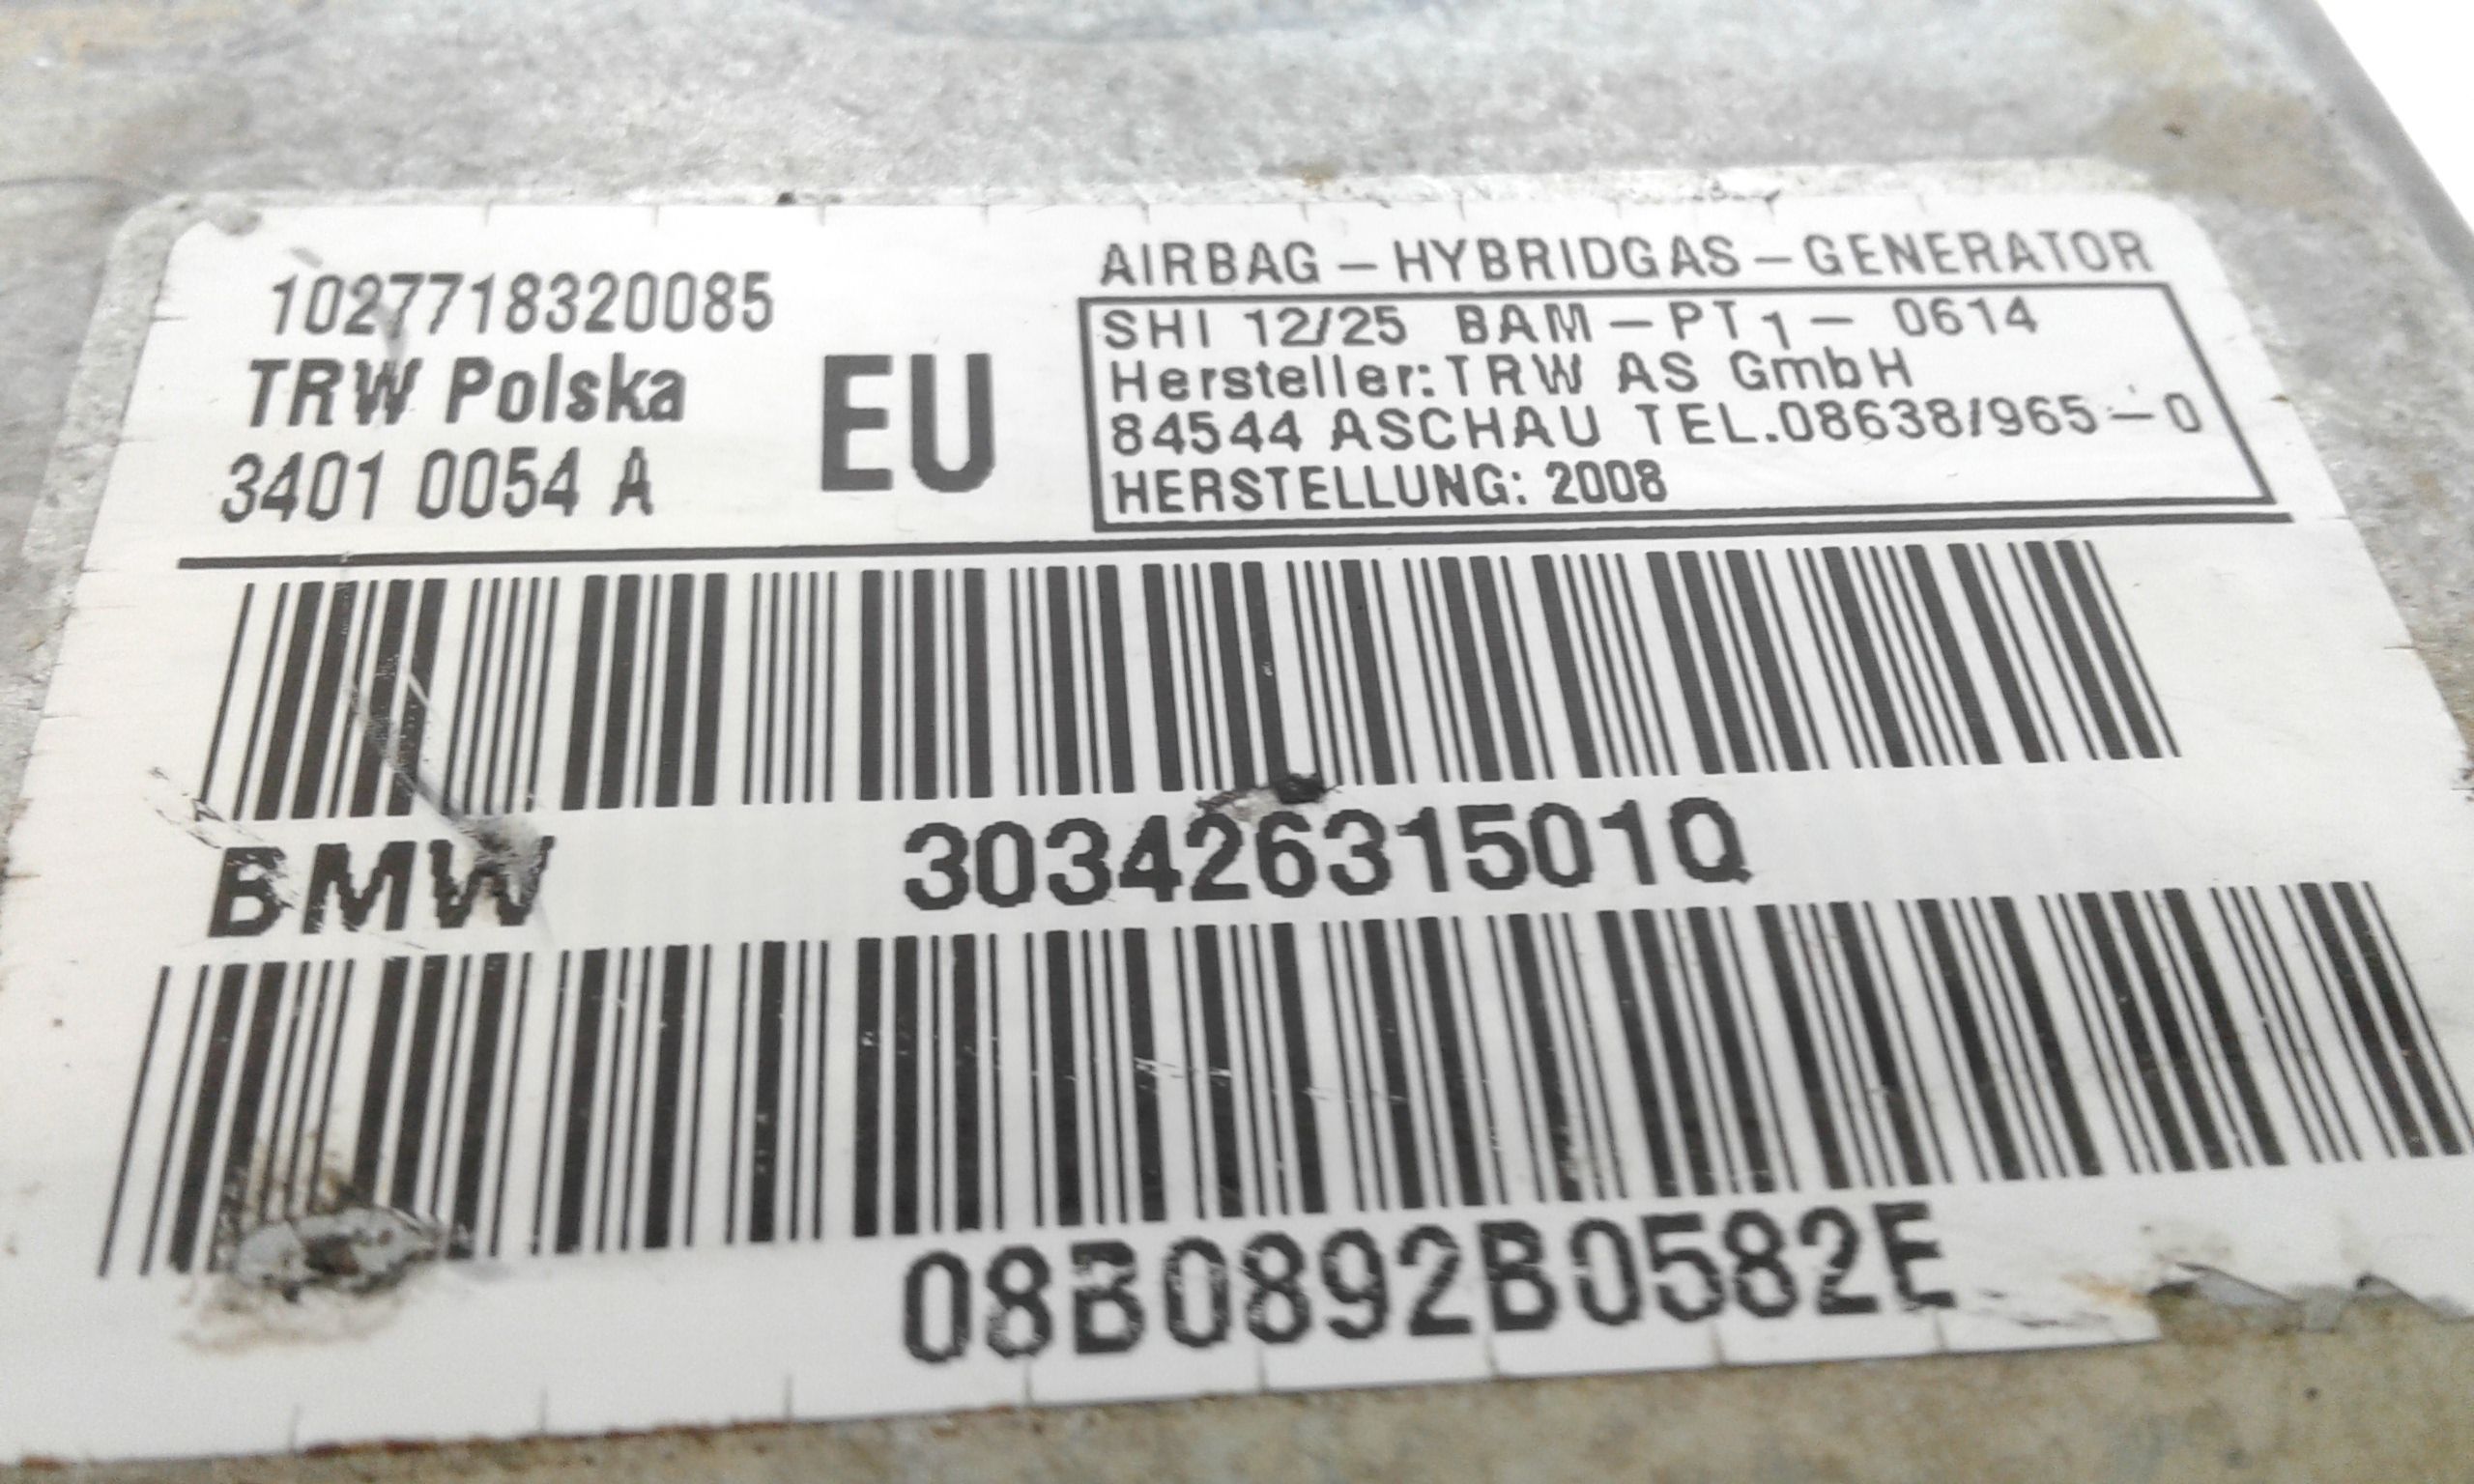 1027718320085
TRW Polska
3401 0054 A
EU
AIRBAG-HYBRIDGAS-GENERATOR
SHI 12/25 BAM-PT1- 0614
Hersteller: TRW AS GmbH
84544 ASCHAU TEL.08638/965-0
HERSTELLUNG: 2008
BMW 303426315010
08B0892B0582E